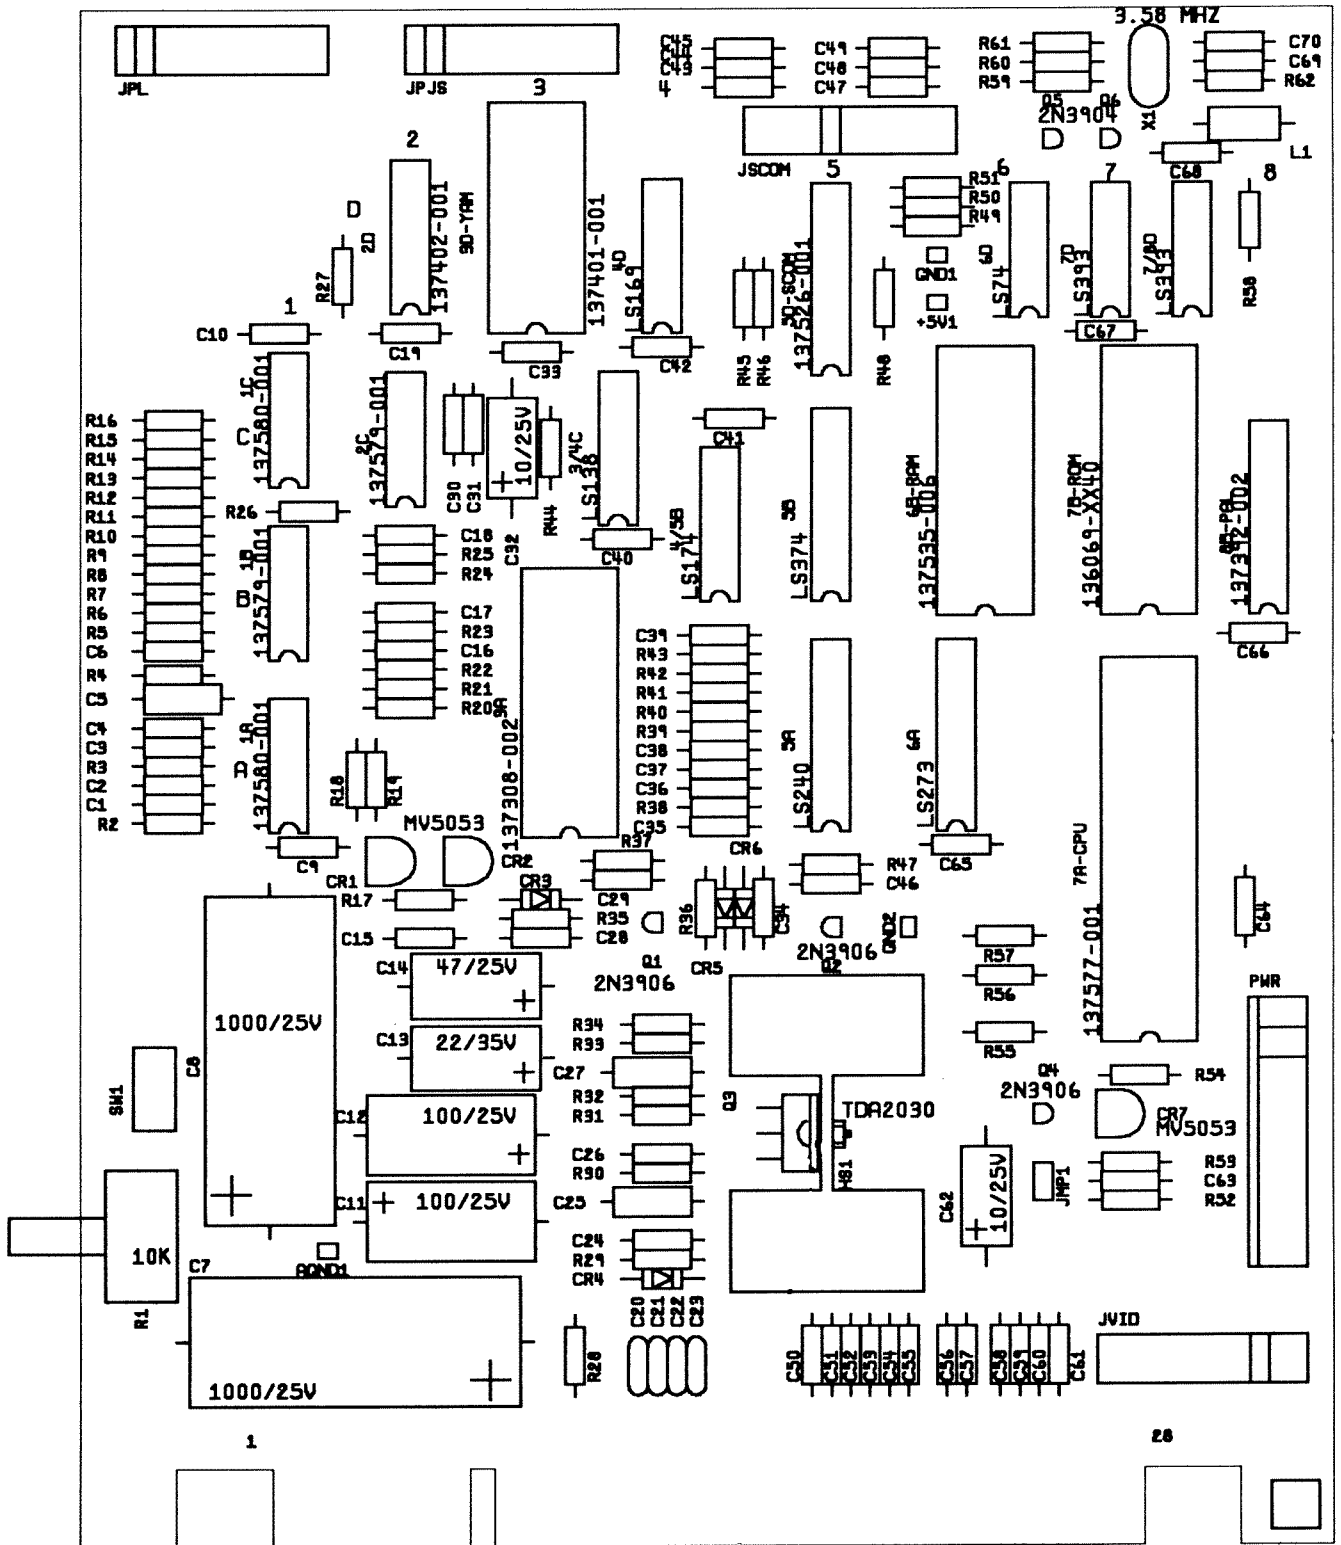 3.58 MHZ
JPL
JPJS
3
C45
C43
4
C49
C48
C47
R61
R60
R59
C70
C69
R62
Q5
Q6
2N3904
X1
L1
JSCOM
5
6
7
8
C68
2
D
2D
137402-001
9D-YAM
137401-001
4D
LS169
5D-SCOM
137526-001
R51
R50
R49
GND1
+5V1
6D
LS74
7D
LS393
7/8D
LS393
R58
R27
1
C10
C19
C33
C42
R45
R46
R48
C67
R16
R15
R14
R13
R12
R11
R10
R9
R8
R7
R6
R5
C6
R4
C5
C4
C3
R3
C2
C1
R2
1C
C
137580-001
2C
137579-001
C30
C31
10/25V
C32
R44
3/4C
LS138
C40
C41
4/5B
LS174
5B
LS374
6B-RAM
137535-006
7B-ROM
136069-XX40
8B-PAL
137392-002
C66
R26
1B
B
137579-001
C18
R25
R24
C17
R23
C16
R22
R21
R20
3A
137308-002
C39
R43
R42
R41
R40
R39
C38
C37
C36
R38
C35
5A
LS240
6A
LS273
7A-CPU
137577-001
1A
A
137580-001
R18
R19
MV5053
C9
CR1
CR2
R17
C15
CR3
R37
C29
R35
C28
CR6
R36
C34
CR5
R47
C46
C65
C64
Q1
2N3906
2N3906
Q2
GND2
R57
R56
R55
PWR
C14
47/25V
C13
22/35V
C12
100/25V
C11
100/25V
1000/25V
C8
SW1
R34
R33
C27
R32
R31
C26
R30
C25
C24
R29
CR4
Q3
TDA2030
HS1
Q4
2N3906
R54
CR7
MV5053
R53
C63
R52
C62
10/25V
JMP1
10K
R1
AGND1
C7
1000/25V
R28
C20
C21
C22
C23
C50
C51
C52
C53
C54
C55
C56
C57
C58
C59
C60
C61
JVID
1
28